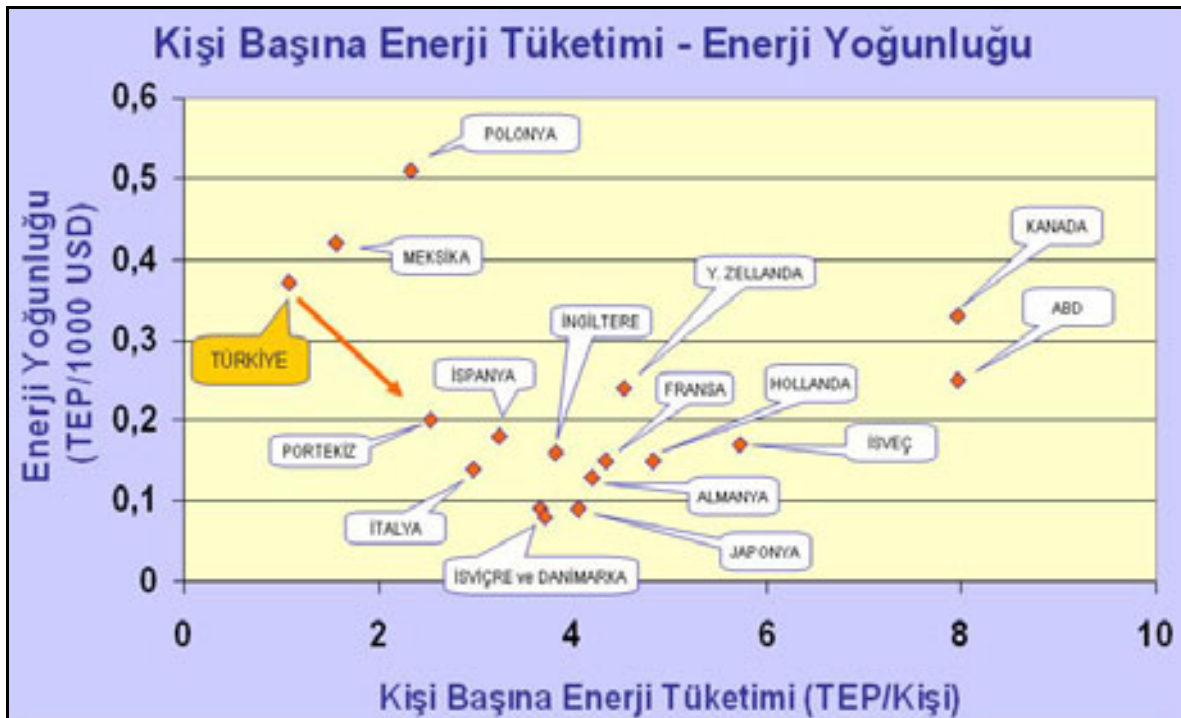 Kişi Başına Enerji Tüketimi - Enerji Yoğunluğu
Enerji Yoğunluğu
(TEP/1000 USD)
0,6
0,5
0,4
0,3
0,2
0,1
0
POLONYA
MEKSİKA
TÜRKİYE
PORTEKİZ
İTALYA
İSPANYA
İNGİLTERE
Y. ZELLANDA
FRANSA
HOLLANDA
KANADA
ABD
İSVEÇ
ALMANYA
JAPONYA
İSVİÇRE ve DANİMARKA
0 2 4 6 8 10
Kişi Başına Enerji Tüketimi (TEP/Kişi)